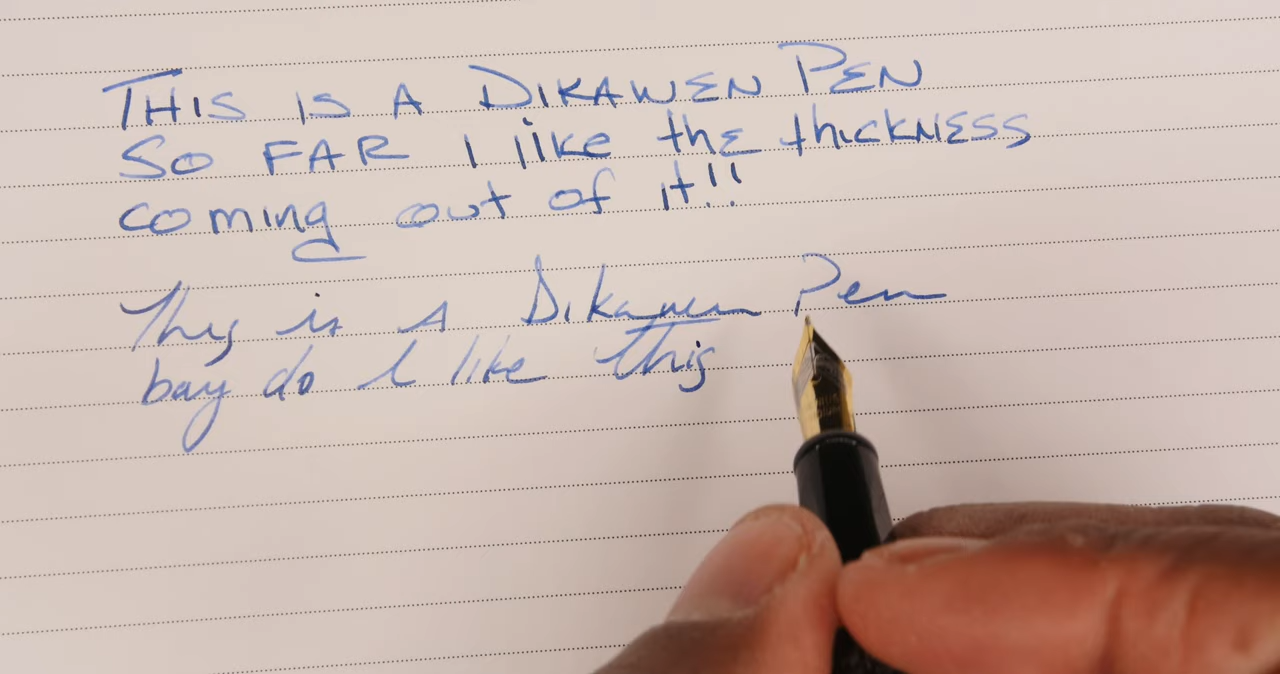 THIS IS A DIKAWEN PEN
SO FAR I like the thickNESS
coming out of it!!
This is A Dikawen Pen
boy do I like this